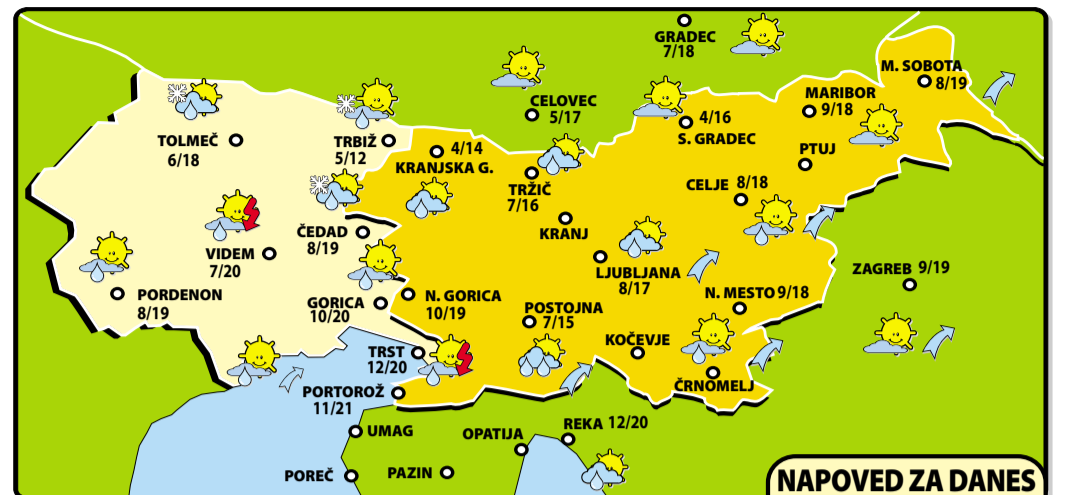 GRADEC
7/18
M. SOBOTA
8/19
CELOVEC
5/17
MARIBOR
9/18
4/16
S. GRADEC
TOLMEČ
6/18
TRBIŽ
5/12
4/14
KRANJSKA G.
PTUJ
TRŽIČ
7/16
CELJE 8/18
KRANJ
ČEDAD
8/19
VIDEM
7/20
LJUBLJANA
8/17
ZAGREB 9/19
PORDENON
8/19
GORICA
10/20
N. GORICA
10/19
N. MESTO 9/18
POSTOJNA
7/15
KOČEVJE
TRST
12/20
ČRNOMELJ
PORTOROŽ
11/21
UMAG
OPATIJA
REKA 12/20
POREČ
PAZIN
NAPOVED ZA DANES